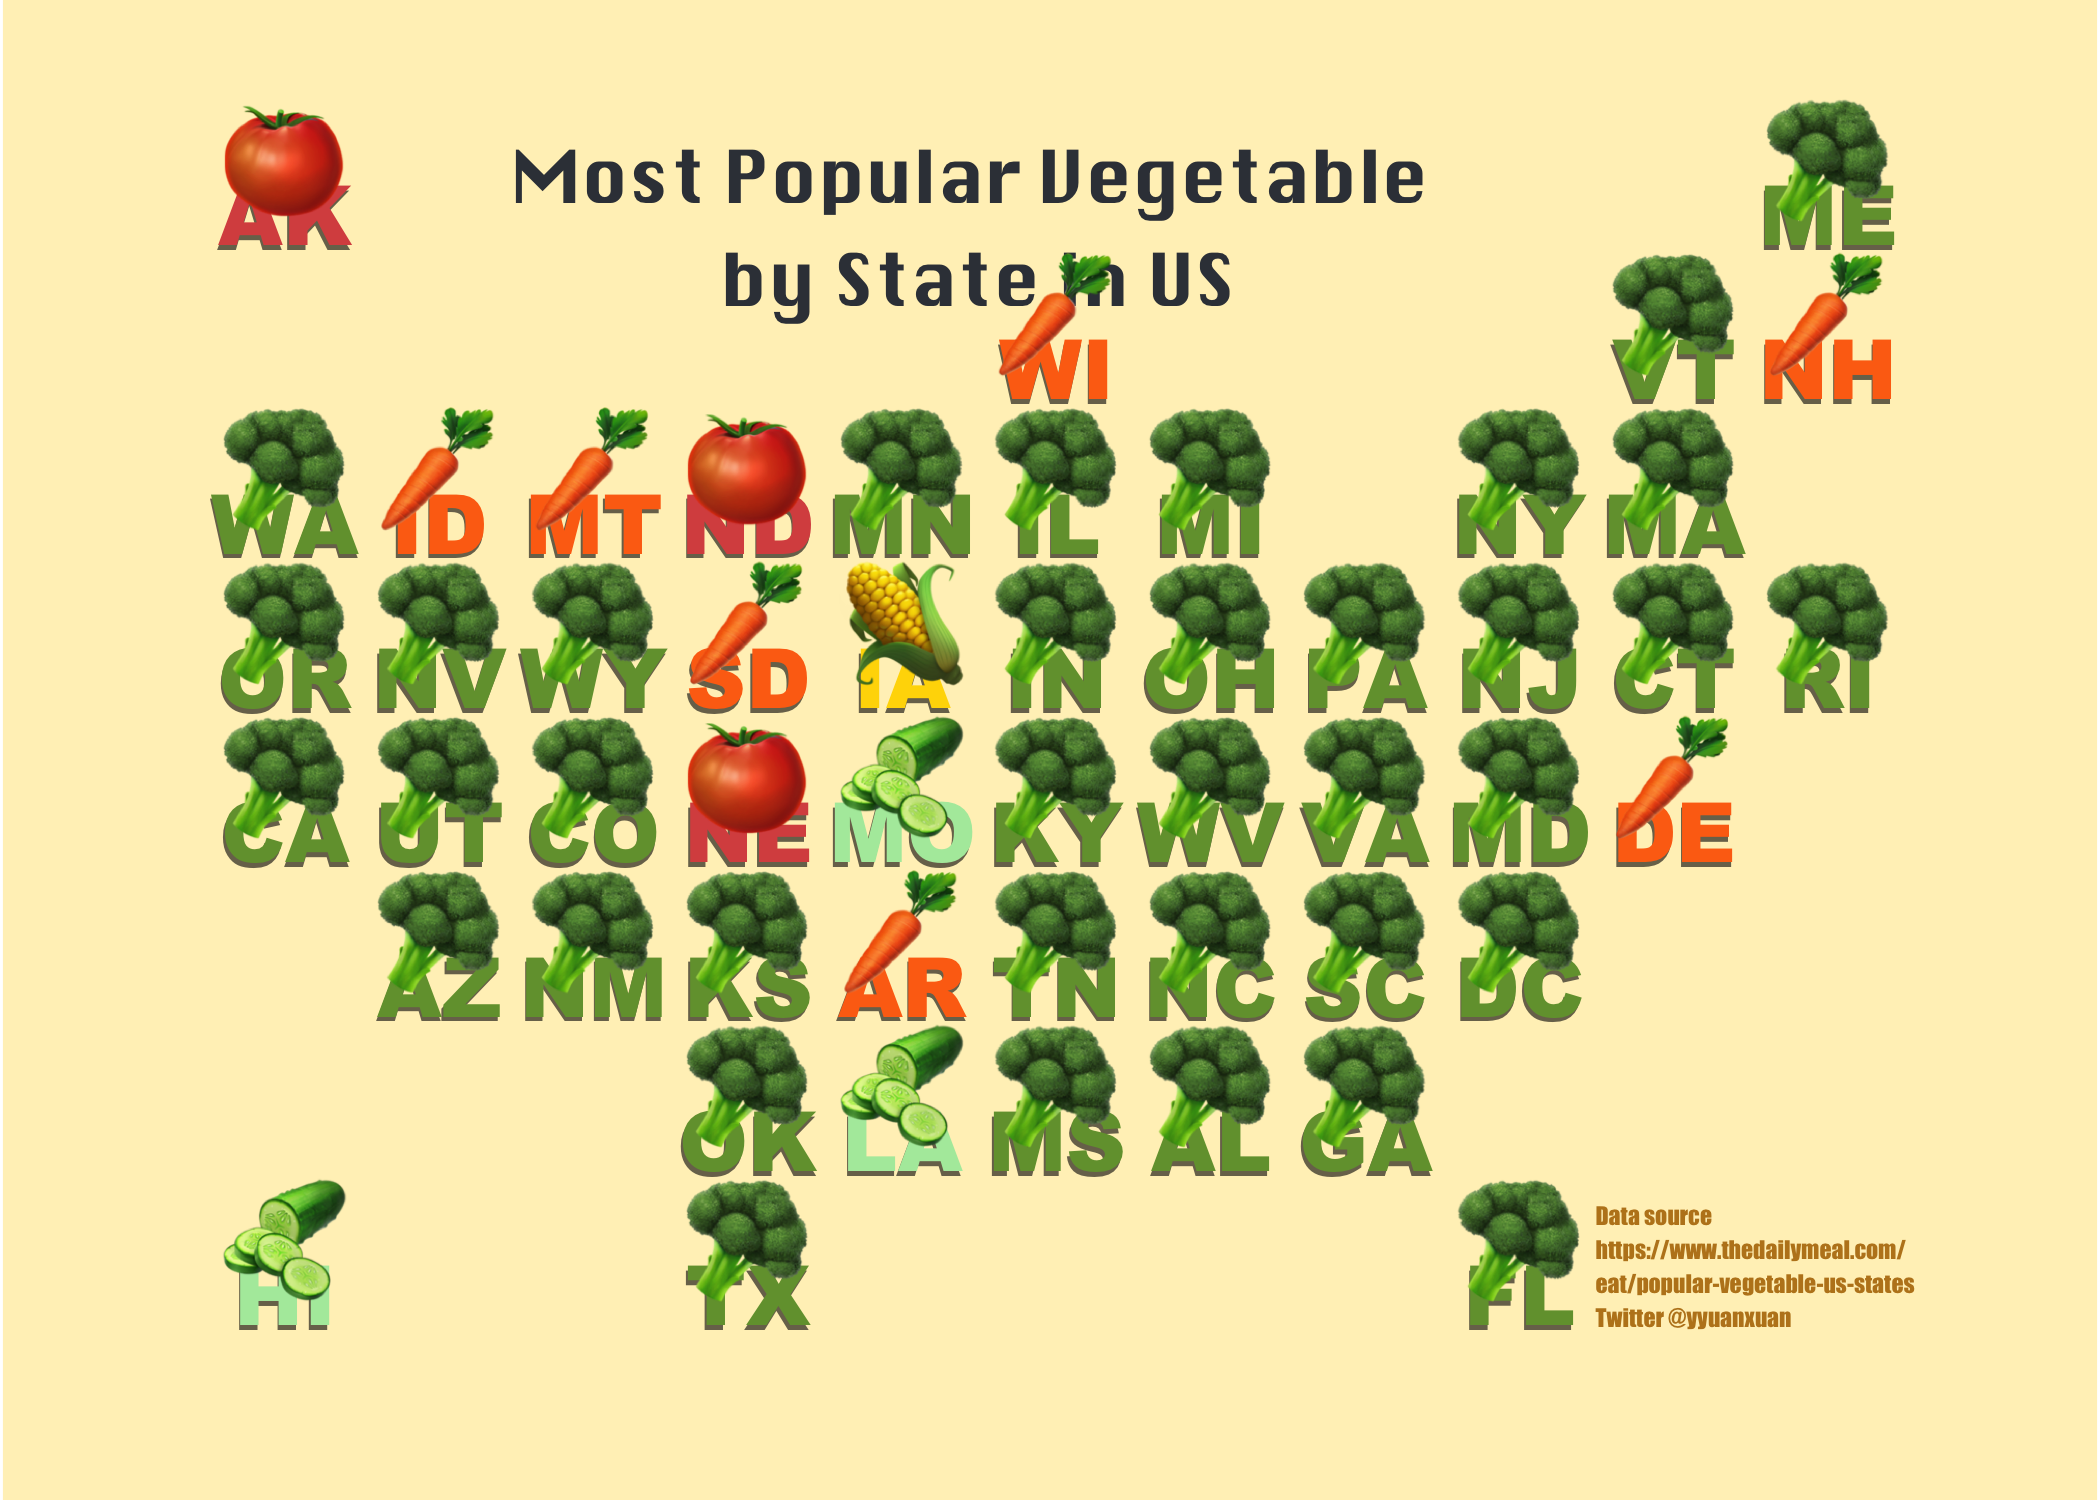 Most Popular Vegetable
by State in US
AK
ME
WI
VT
NH
WA
ID
MT
ND
MN
IL
MI
NY
MA
OR
NV
WY
SD
IA
IN
OH
PA
NJ
CT
RI
CA
UT
CO
NE
MO
KY
WV
VA
MD
DE
AZ
NM
KS
AR
TN
NC
SC
DC
OK
LA
MS
AL
GA
HI
TX
FL
Data source
https://www.thedailymeal.com/
eat/popular-vegetable-us-states
Twitter @yyuanxuan